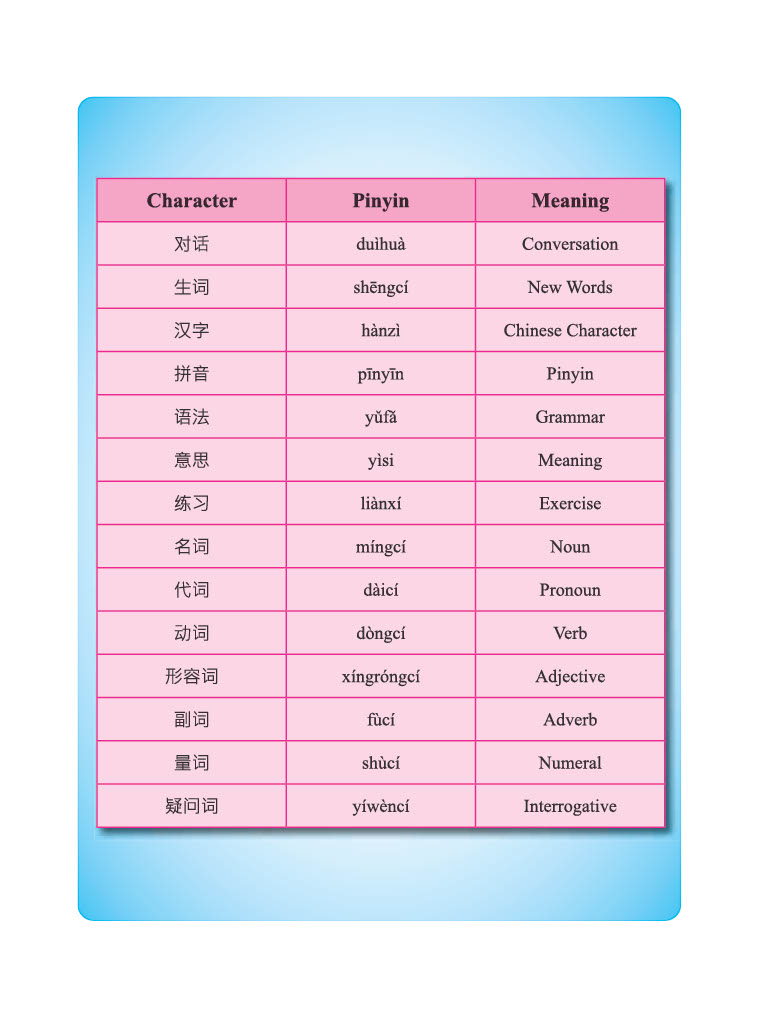 Character Pinyin Meaning
对话 duìhuà Conversation
生词 shēngcí New Words
汉字 hànzì Chinese Character
拼音 pīnyīn Pinyin
语法 yǔfǎ Grammar
意思 yìsi Meaning
练习 liànxí Exercise
名词 míngcí Noun
代词 dàicí Pronoun
动词 dòngcí Verb
形容词 xíngróngcí Adjective
副词 fùcí Adverb
量词 shùcí Numeral
疑问词 yíwèncí Interrogative